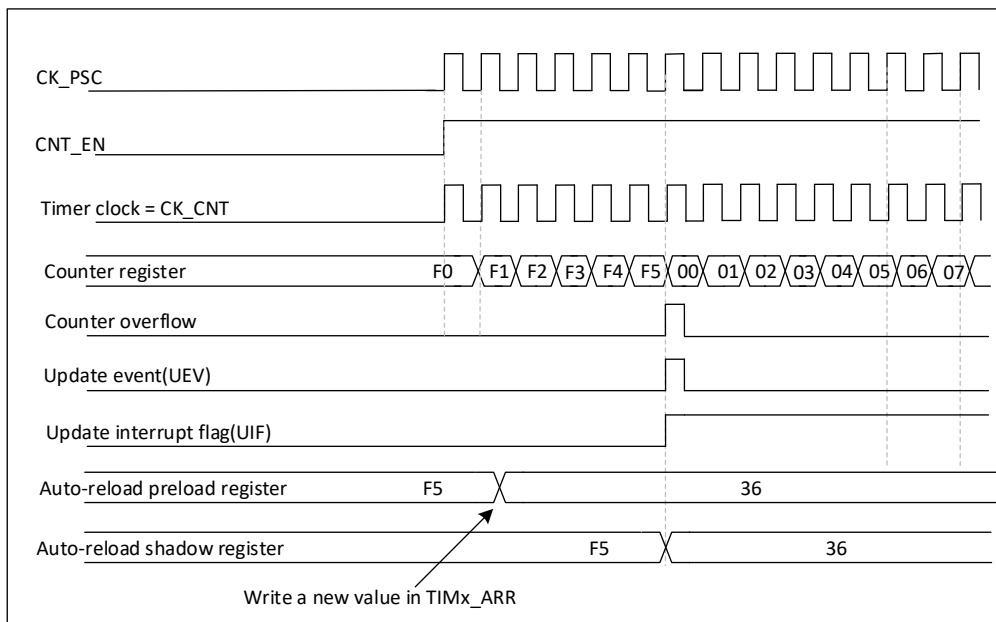 CK_PSC
CNT_EN
Timer clock = CK_CNT
Counter register F0 F1 F2 F3 F4 F5 00 01 02 03 04 05 06 07
Counter overflow
Update event(UEV)
Update interrupt flag(UIF)
Auto-reload preload register F5 36
Auto-reload shadow register F5 36
Write a new value in TIMx_ARR